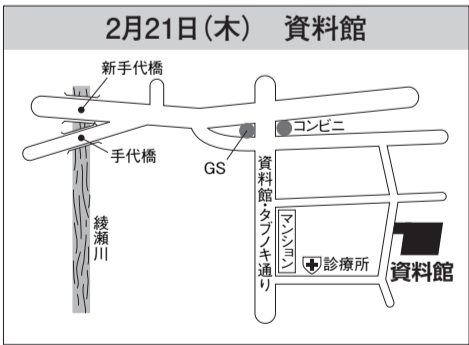 2月21日(木) 資料館
新手代橋
手代橋
綾瀬川
GS
コンビニ
資料館・タブノキ通り
マンション
診療所
資料館